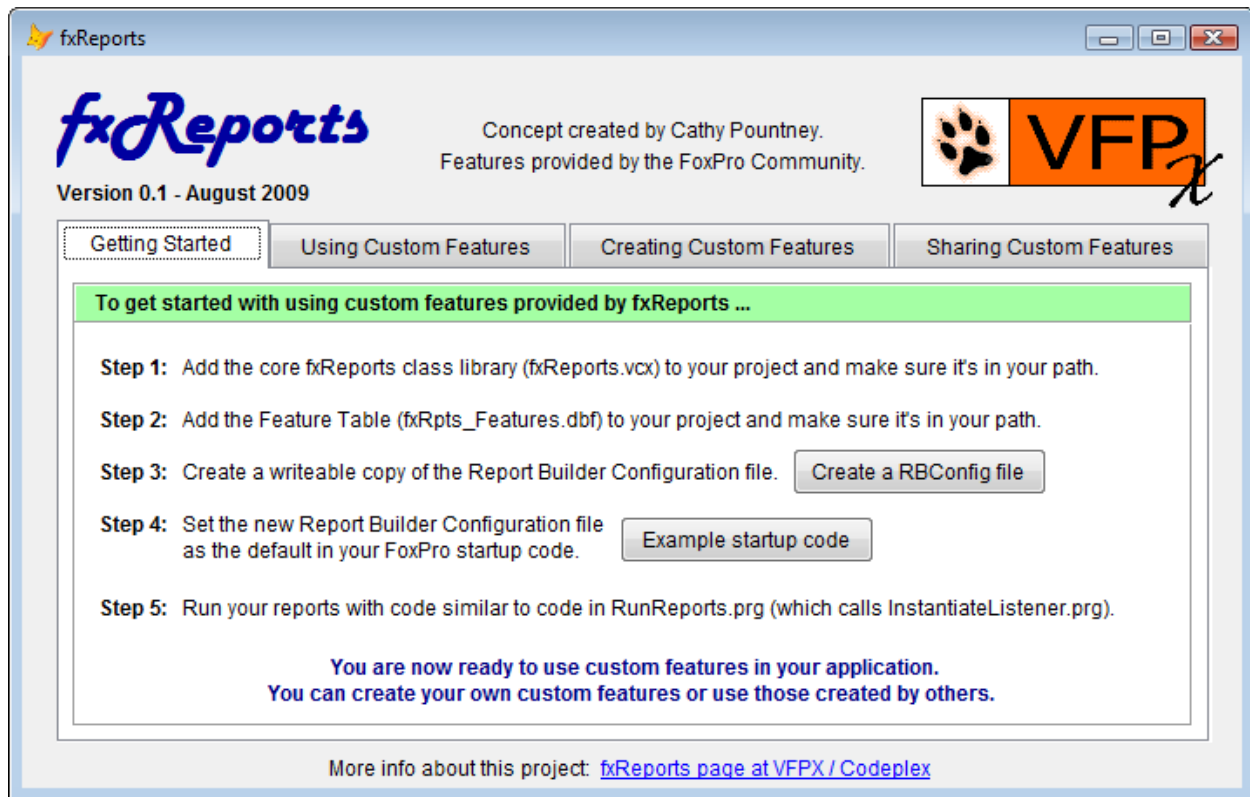 fxReports
fxReports
Concept created by Cathy Pountney.
Features provided by the FoxPro Community.
VFPx
Version 0.1 - August 2009
Getting Started
Using Custom Features
Creating Custom Features
Sharing Custom Features
To get started with using custom features provided by fxReports ...
Step 1: Add the core fxReports class library (fxReports.vcx) to your project and make sure it's in your path.
Step 2: Add the Feature Table (fxRpts_Features.dbf) to your project and make sure it's in your path.
Step 3: Create a writeable copy of the Report Builder Configuration file. Create a RBConfig file
Step 4: Set the new Report Builder Configuration file
as the default in your FoxPro startup code.
Example startup code
Step 5: Run your reports with code similar to code in RunReports.prg (which calls InstantiateListener.prg).
You are now ready to use custom features in your application.
You can create your own custom features or use those created by others.
More info about this project: fxReports page at VFPX / Codeplex